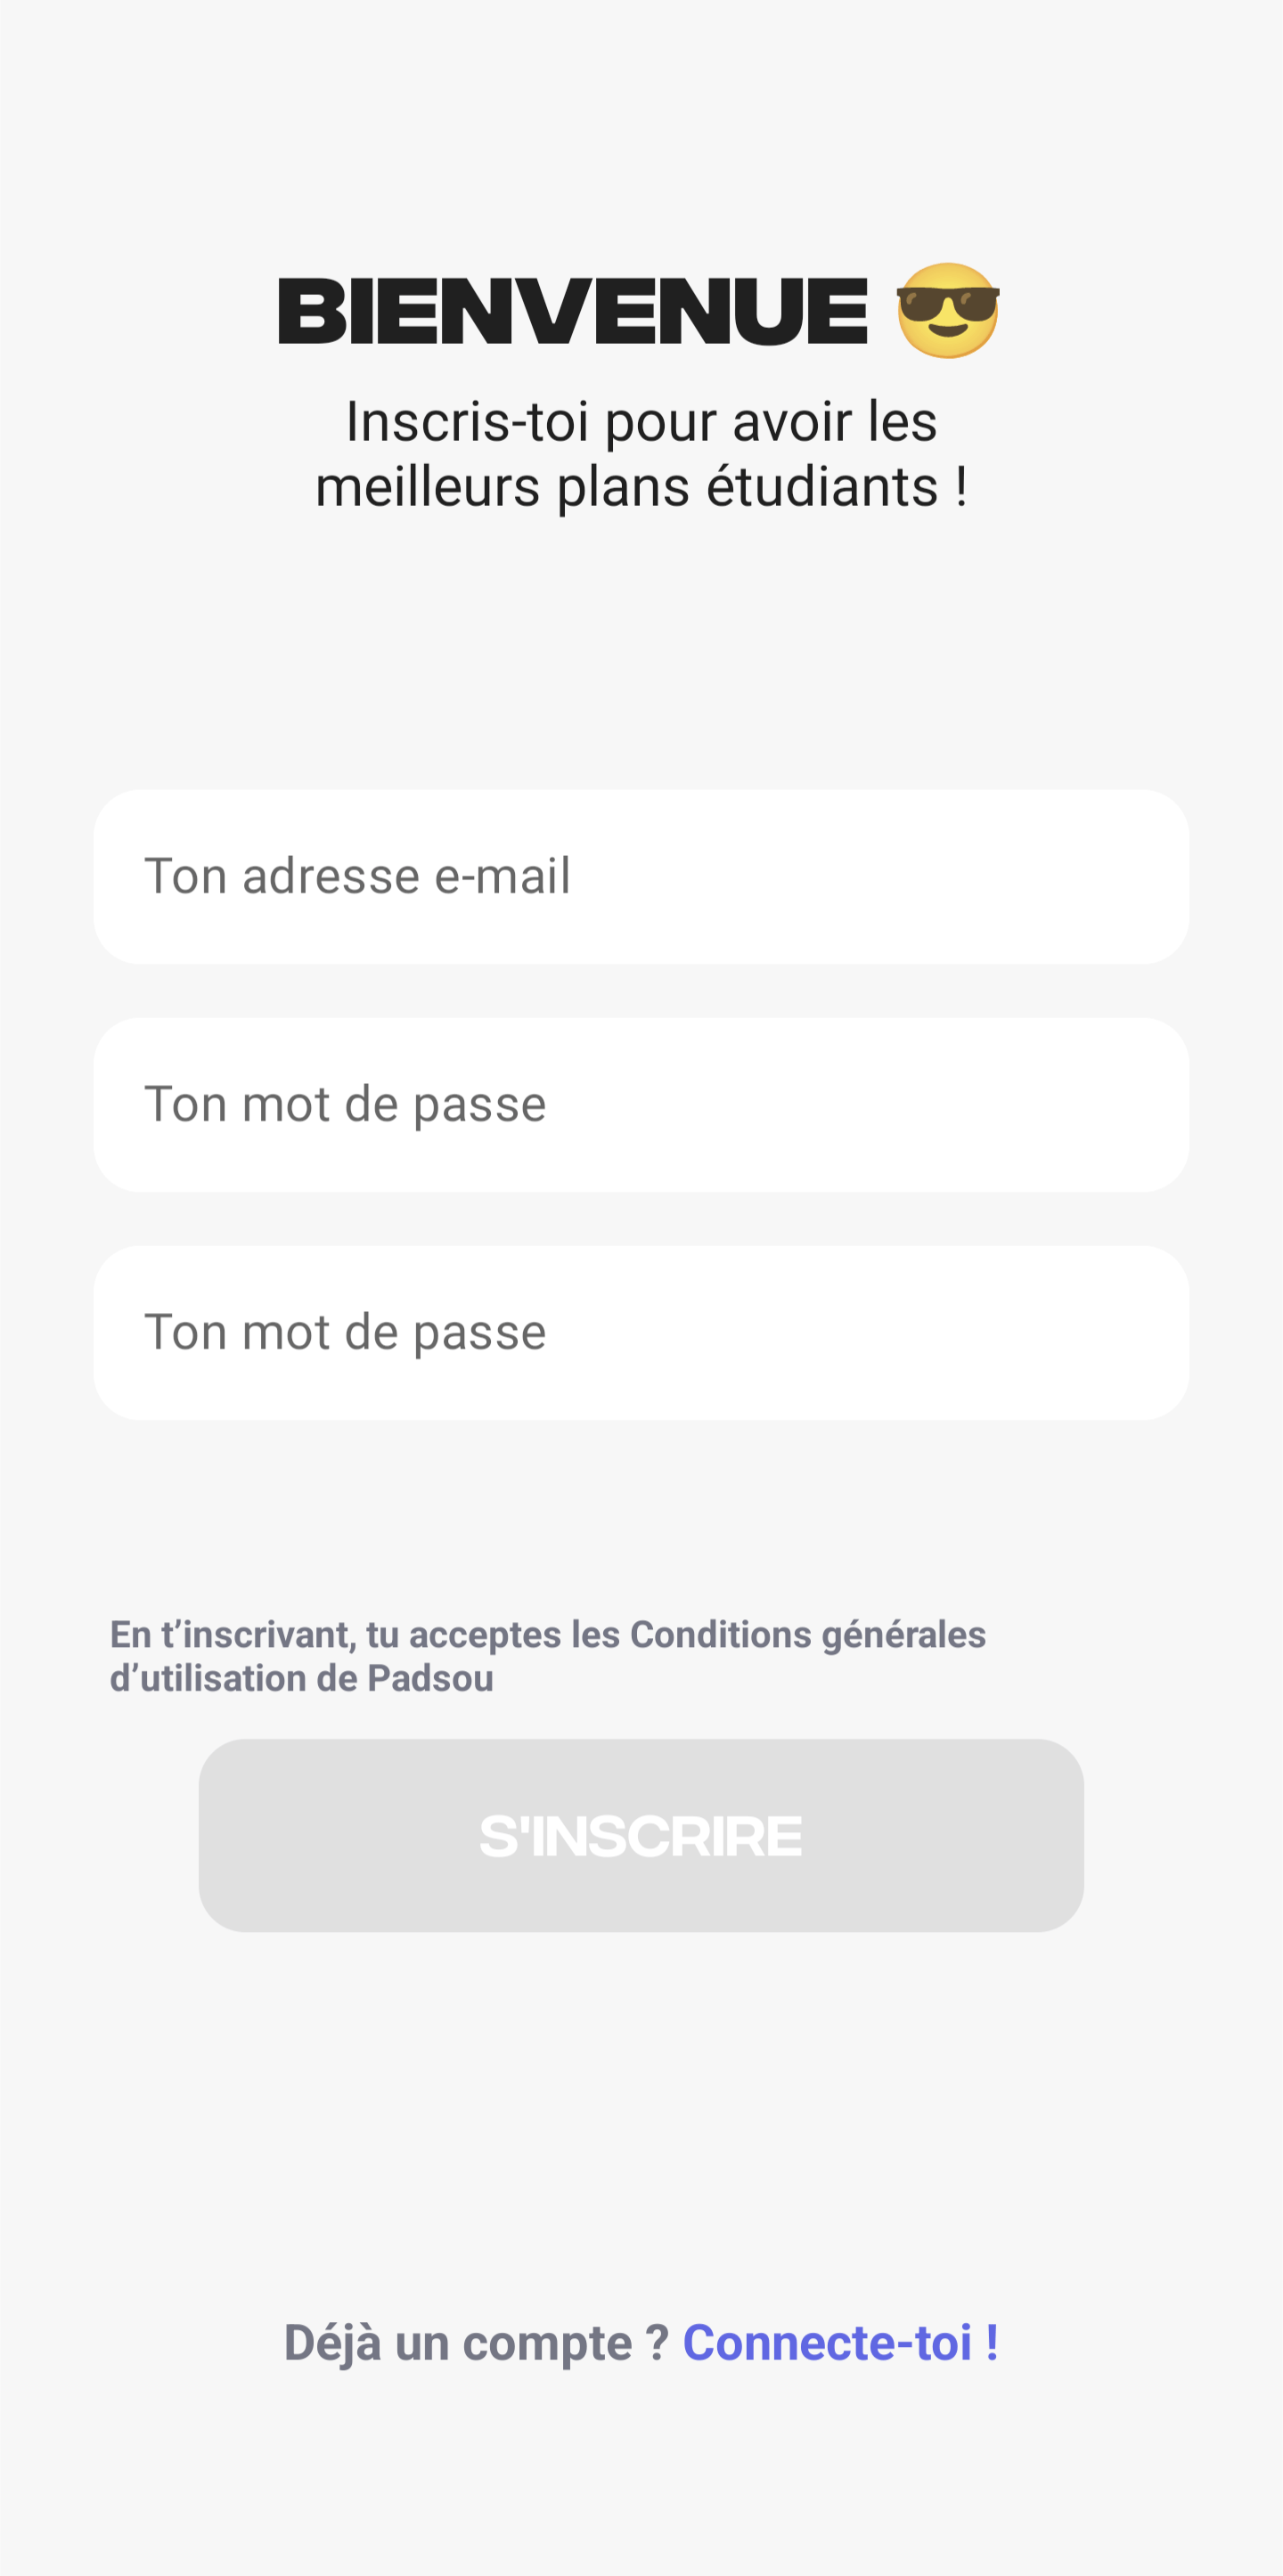 BIENVENUE 😎
Inscris-toi pour avoir les
meilleurs plans étudiants !
Ton adresse e-mail
Ton mot de passe
Ton mot de passe
En t’inscrivant, tu acceptes les Conditions générales
d’utilisation de Padsou
S'INSCRIRE
Déjà un compte ? Connecte-toi !